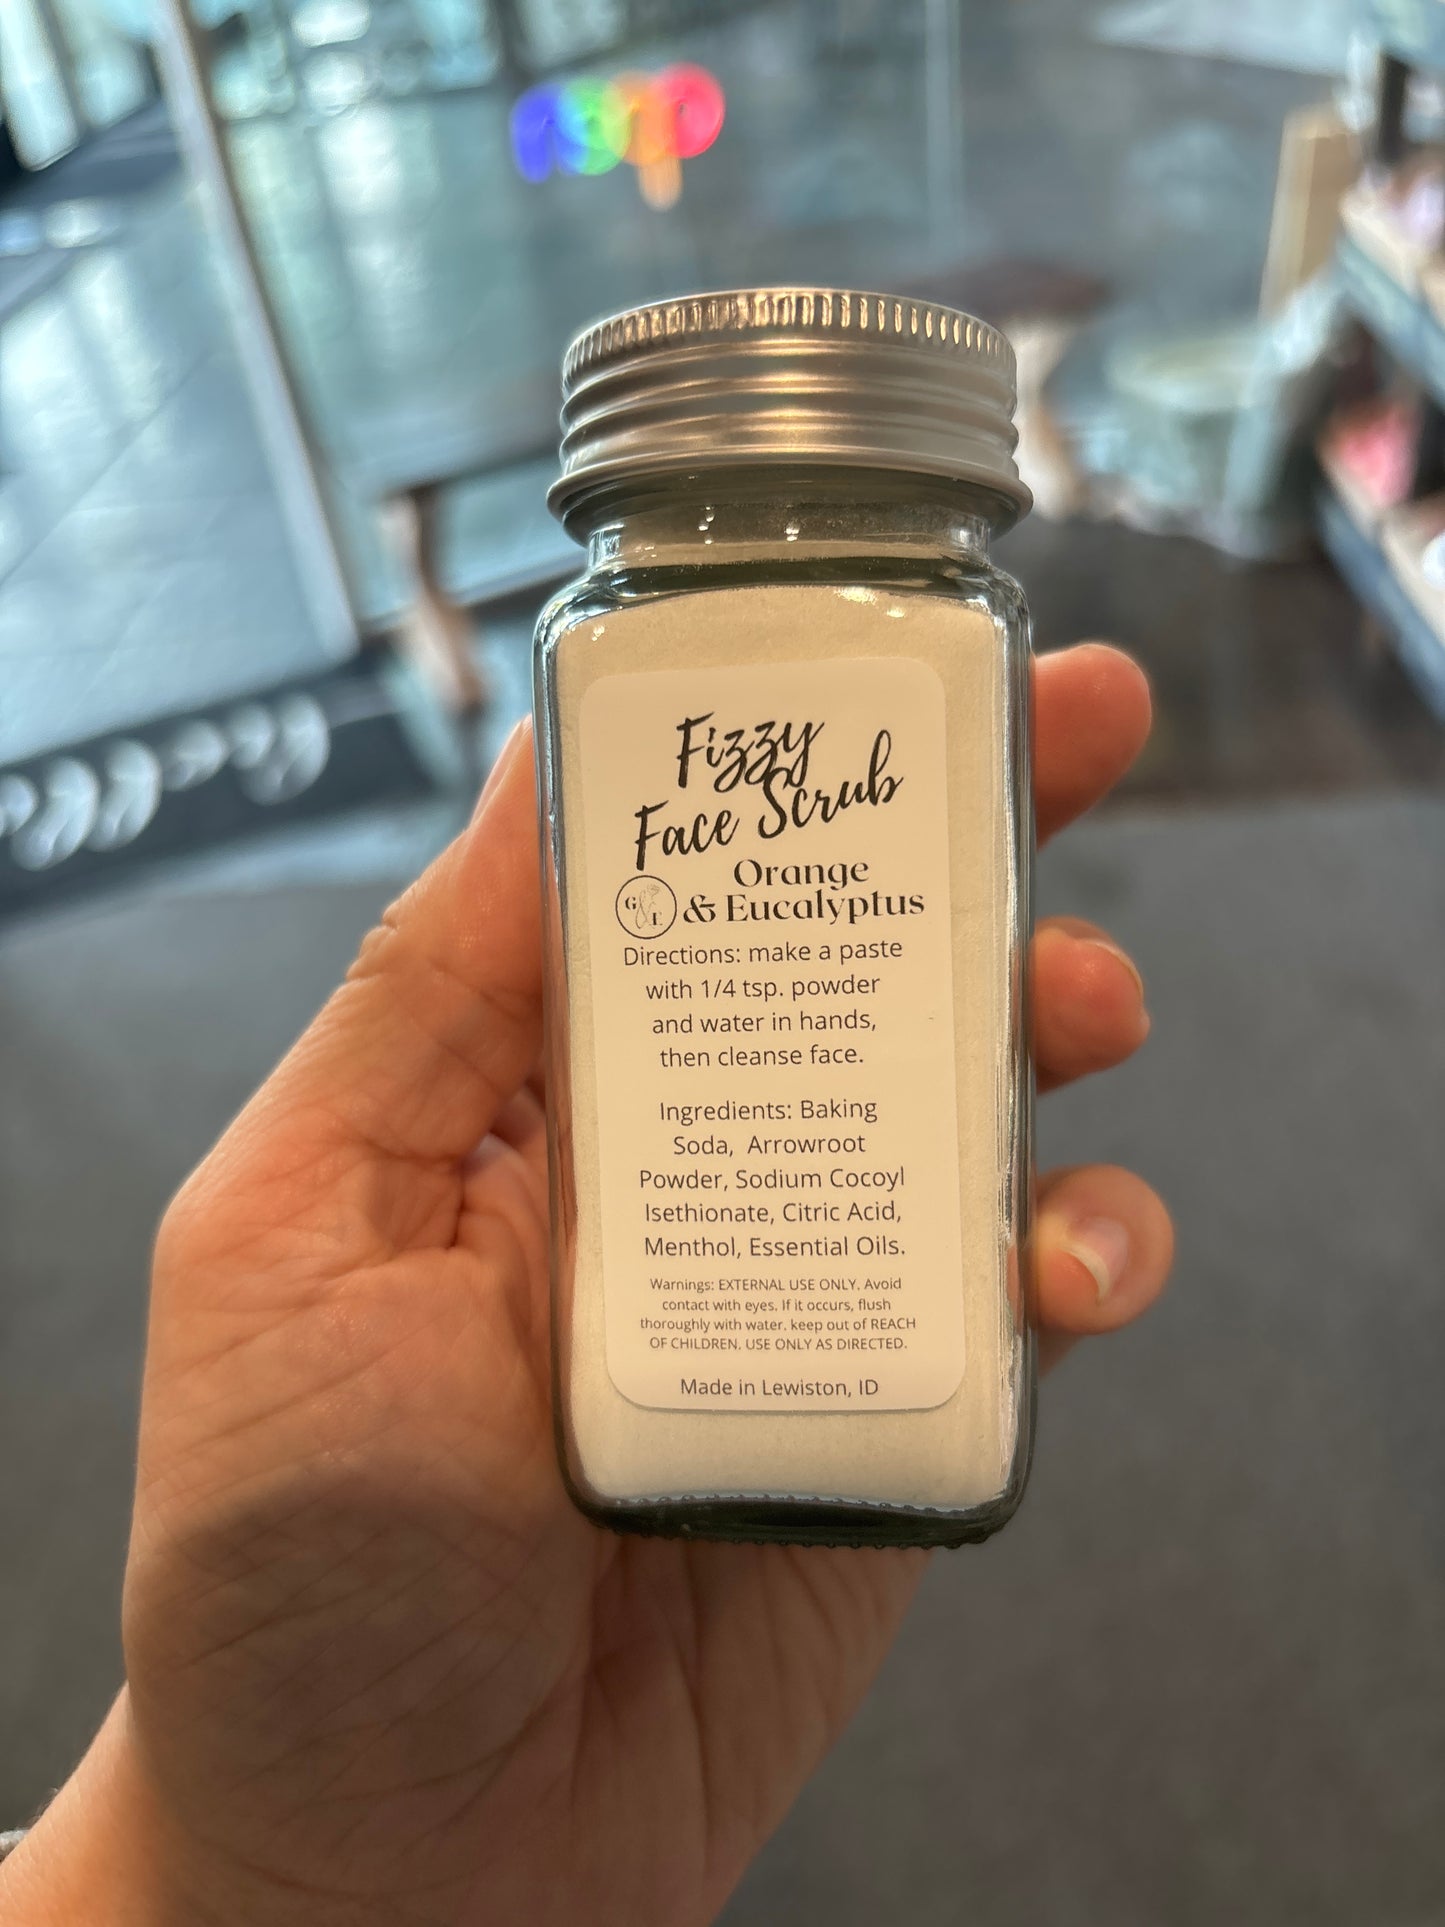 Fizzy
Face Scrub
Orange
& Eucalyptus
G & E
Directions: make a paste
with 1/4 tsp. powder
and water in hands,
then cleanse face.
Ingredients: Baking
Soda, Arrowroot
Powder, Sodium Cocoyl
Isethionate, Citric Acid,
Menthol, Essential Oils.
Warnings: EXTERNAL USE ONLY. Avoid
contact with eyes. If it occurs, flush
thoroughly with water. keep out of REACH
OF CHILDREN. USE ONLY AS DIRECTED.
Made in Lewiston, ID